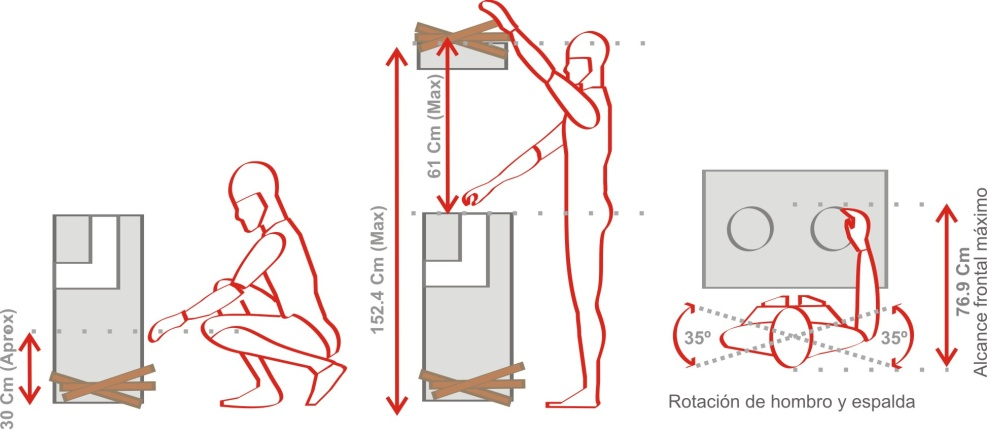 30 Cm (Aprox)
152.4 Cm (Max)
61 Cm (Max)
35º
35º
76.9 Cm
Alcance frontal máximo
Rotación de hombro y espalda